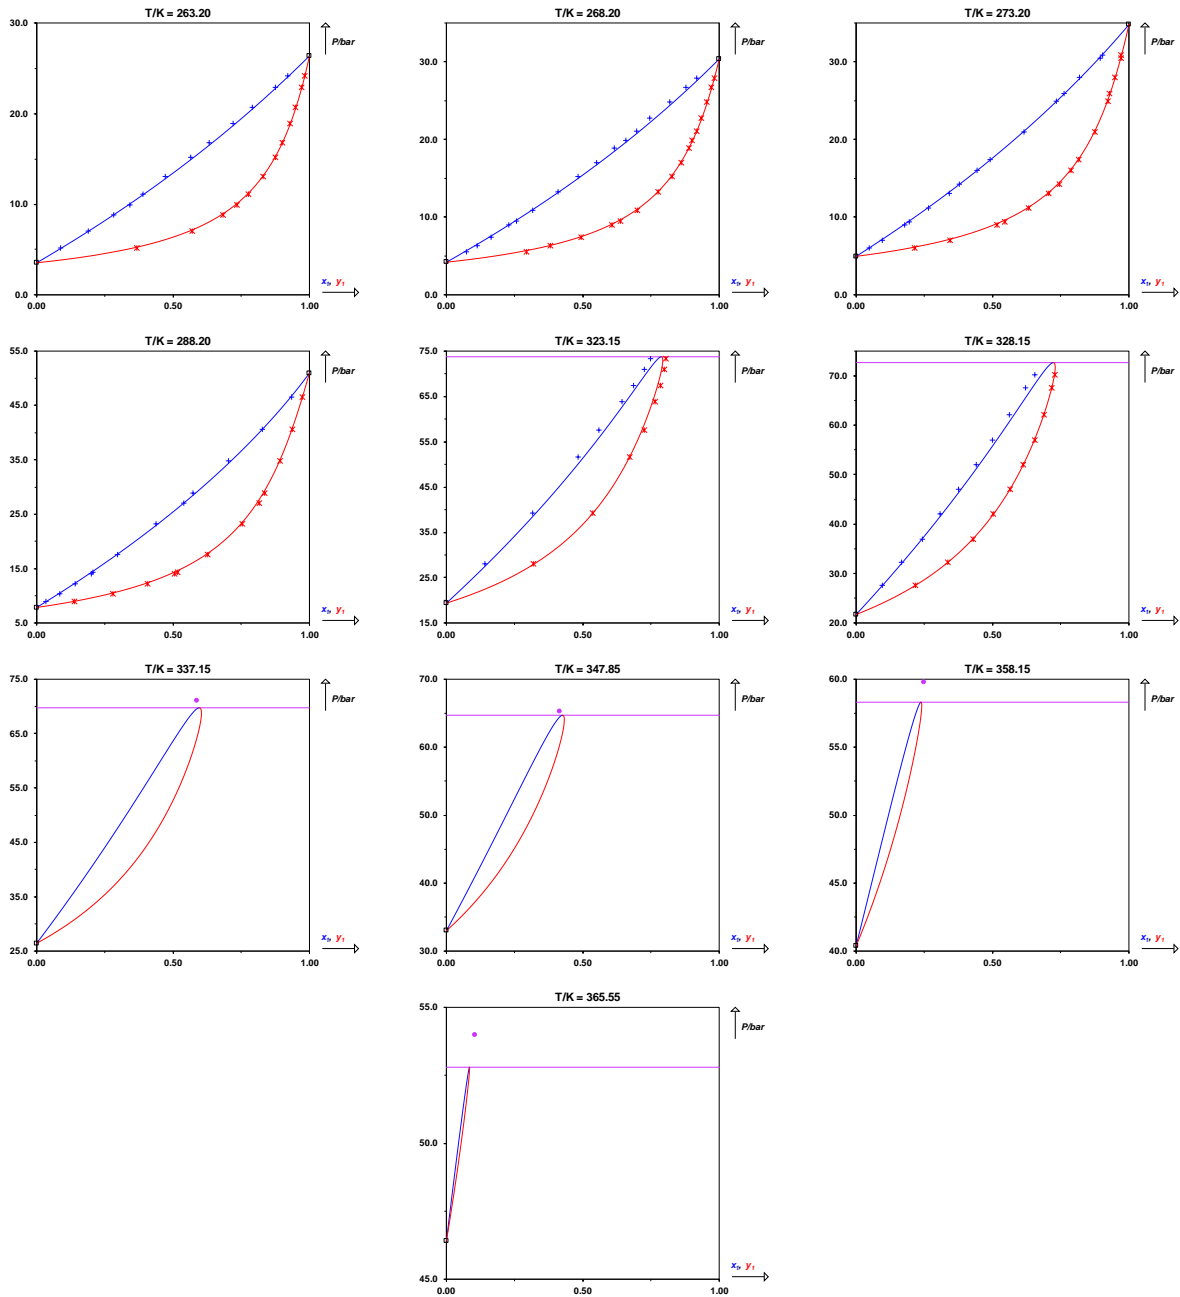 T/K = 263.20
30.0
20.0
10.0
0.0
0.00
0.50
1.00
P/bar
x₁, y₁
T/K = 268.20
30.0
20.0
10.0
0.0
0.00
0.50
1.00
P/bar
x₁, y₁
T/K = 273.20
30.0
20.0
10.0
0.0
0.00
0.50
1.00
P/bar
x₁, y₁
T/K = 288.20
55.0
45.0
35.0
25.0
15.0
5.0
0.00
0.50
1.00
P/bar
x₁, y₁
T/K = 323.15
75.0
65.0
55.0
45.0
35.0
25.0
15.0
0.00
0.50
1.00
P/bar
x₁, y₁
T/K = 328.15
70.0
60.0
50.0
40.0
30.0
20.0
0.00
0.50
1.00
P/bar
x₁, y₁
T/K = 337.15
75.0
65.0
55.0
45.0
35.0
25.0
0.00
0.50
1.00
P/bar
x₁, y₁
T/K = 347.85
70.0
60.0
50.0
40.0
30.0
0.00
0.50
1.00
P/bar
x₁, y₁
T/K = 358.15
60.0
55.0
50.0
45.0
40.0
0.00
0.50
1.00
P/bar
x₁, y₁
T/K = 365.55
55.0
50.0
45.0
0.00
0.50
1.00
P/bar
x₁, y₁